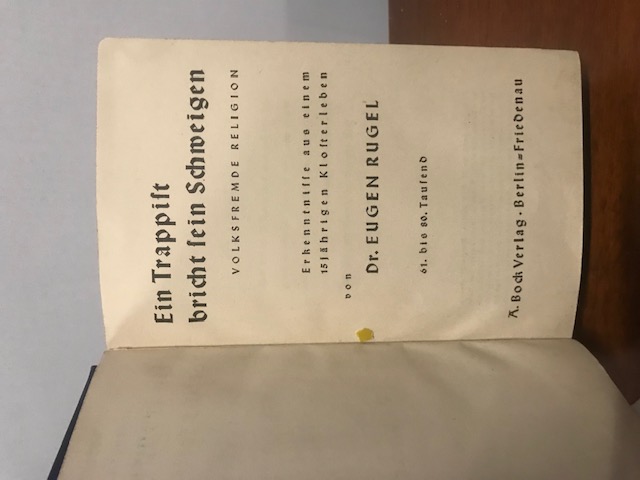 Ein Trappist
bricht sein Schweigen
VOLKSFREMDE RELIGION
Erkenntnisse aus einem
15jährigen Klosterleben
von
Dr. EUGEN RUGEL
61. bis 80. Tausend
A. Bock Verlag · Berlin=Friedenau